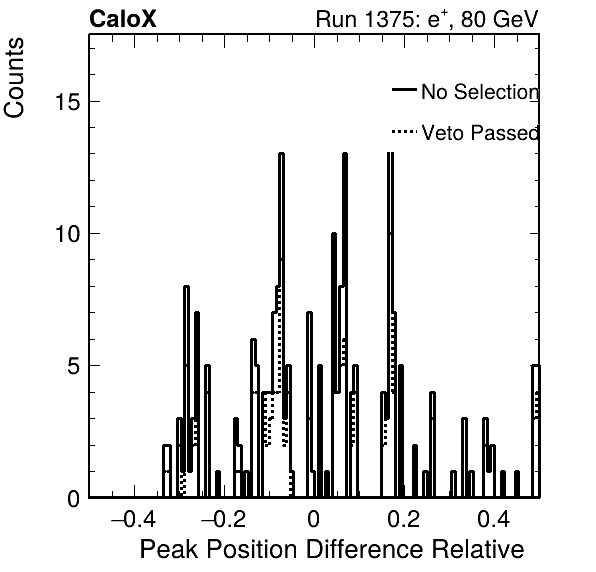 CaloX Run 1375: e+, 80 GeV
Counts
No Selection
Veto Passed
15
10
5
0
−0.4 −0.2 0 0.2 0.4
Peak Position Difference Relative